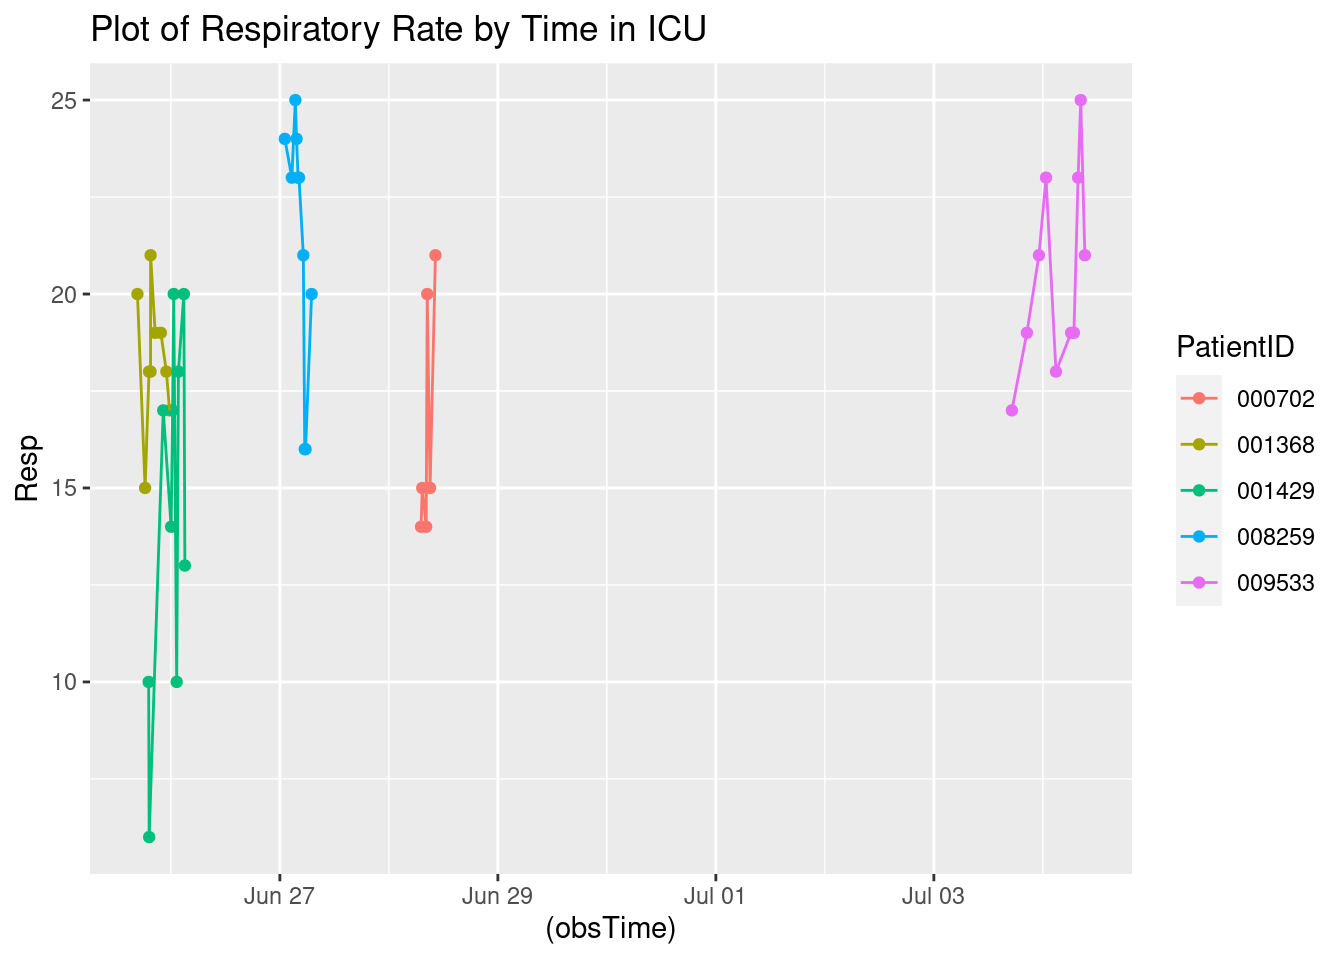 Plot of Respiratory Rate by Time in ICU
25
20
15
10
Resp
Jun 27
Jun 29
Jul 01
Jul 03
(obsTime)
PatientID
000702
001368
001429
008259
009533